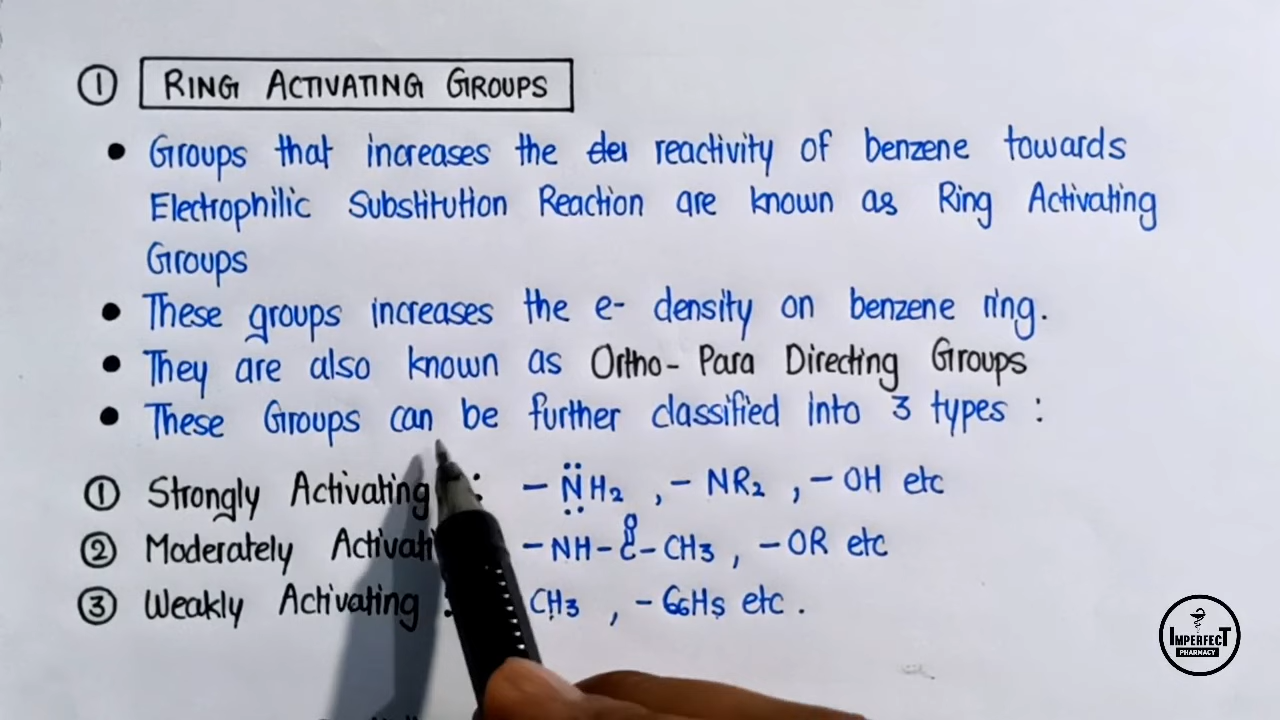 ① RING ACTIVATING GROUPS
• Groups that increases the reactivity of benzene towards
Electrophilic Substitution Reaction are known as Ring Activating
Groups
• These groups increases the e- density on benzene ring.
• They are also known as Ortho-Para Directing Groups
• These Groups can be further classified into 3 types :
① Strongly Activating : - NH2 , - NR2 , - OH etc
② Moderately - NH - C - CH3 , - OR etc
O
③ Weakly Activating : CH3 , - C6H5 etc .
IMPERFECT
PHARMACY